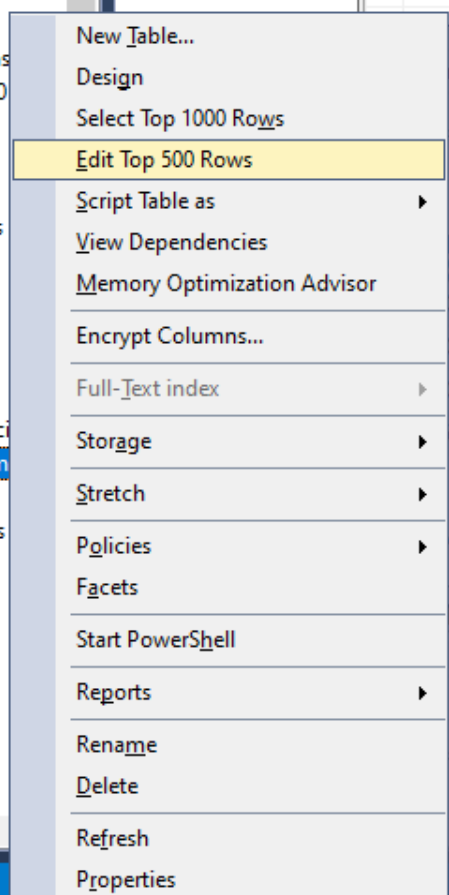 New Table...
Design
Select Top 1000 Rows
Edit Top 500 Rows
Script Table as
View Dependencies
Memory Optimization Advisor
Encrypt Columns...
Full-Text index
Storage
Stretch
Policies
Facets
Start PowerShell
Reports
Rename
Delete
Refresh
Properties